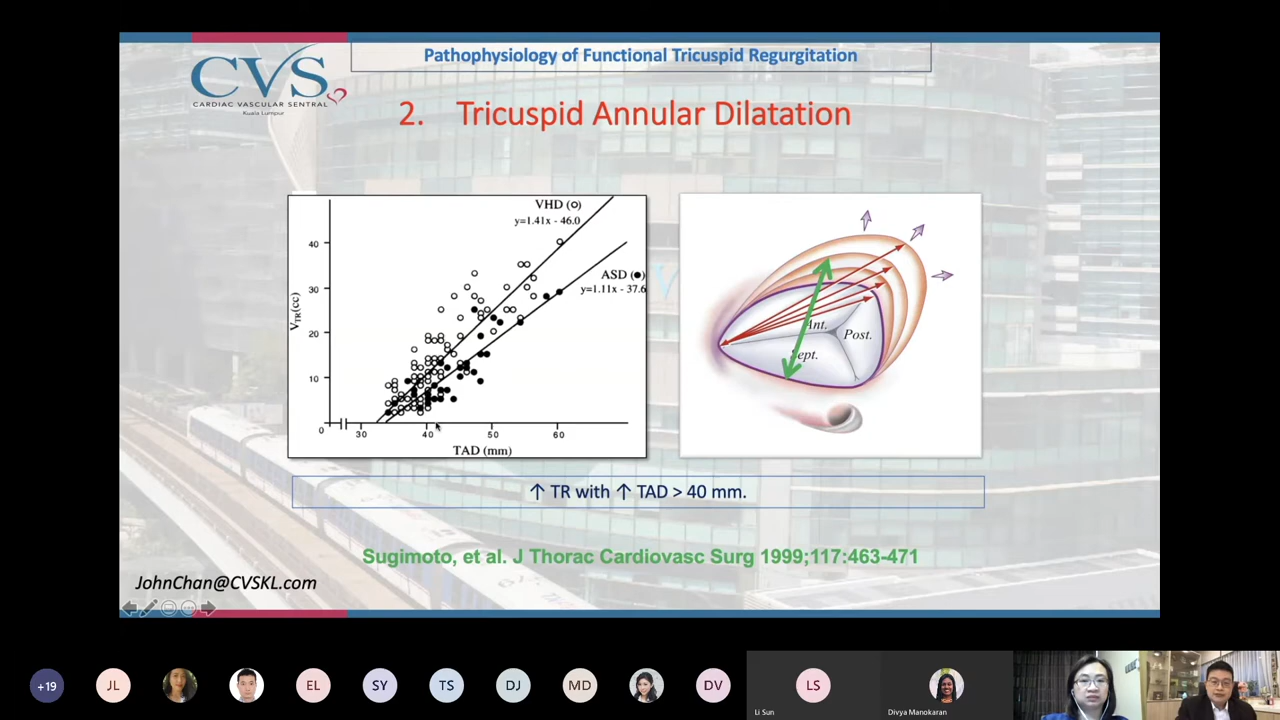 Pathophysiology of Functional Tricuspid Regurgitation
CVS
CARDIAC VASCULAR SENTRAL
Kuala Lumpur
2. Tricuspid Annular Dilatation
VHD (○)
y=1.41x - 46.0
ASD (●)
y=1.11x - 37.6
VTR(cc)
40
30
20
10
0
30
40
50
60
TAD (mm)
Ant.
Post.
Sept.
↑ TR with ↑ TAD > 40 mm.
Sugimoto, et al. J Thorac Cardiovasc Surg 1999;117:463-471
JohnChan@CVSKL.com
+19
JL
EL
SY
TS
DJ
MD
DV
LS
Li Sun
Divya Manokaran